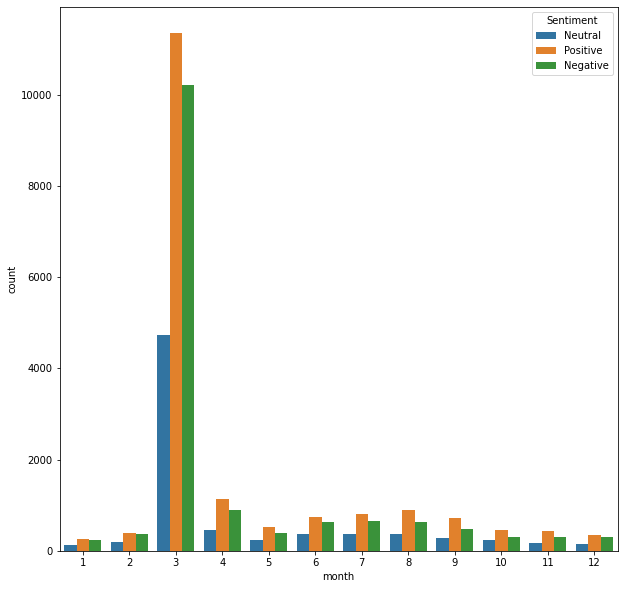 Sentiment
Neutral
Positive
Negative
10000
8000
6000
4000
2000
0
count
1 2 3 4 5 6 7 8 9 10 11 12
month